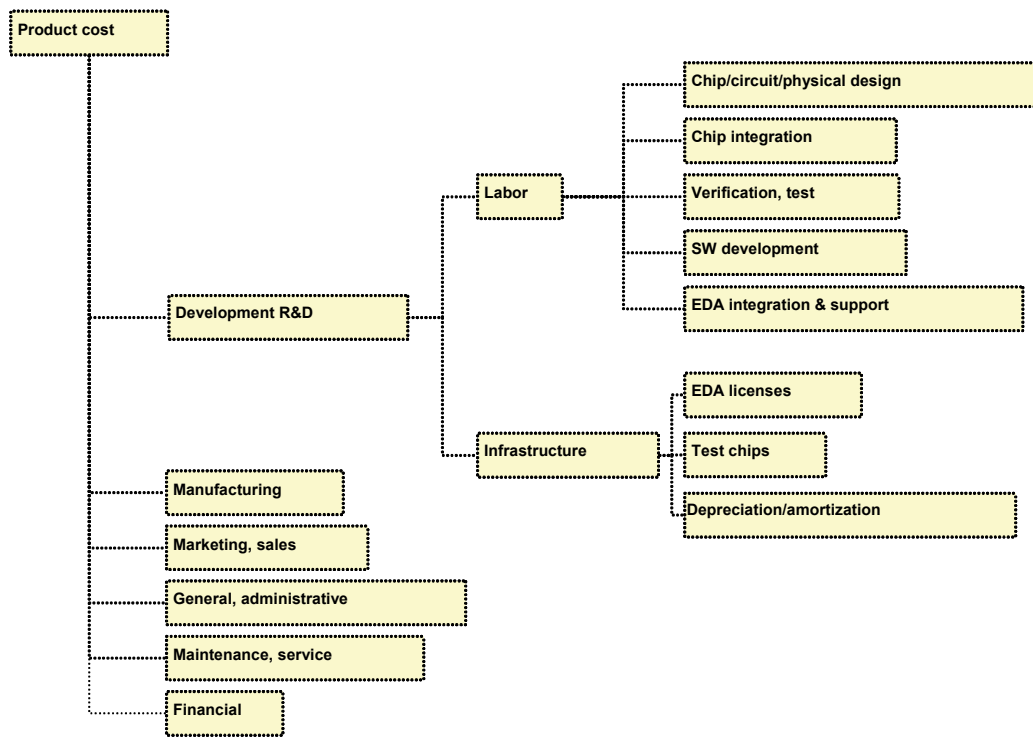 Product cost
Chip/circuit/physical design
Chip integration
Labor
Verification, test
SW development
Development R&D
EDA integration & support
EDA licenses
Infrastructure
Test chips
Manufacturing
Depreciation/amortization
Marketing, sales
General, administrative
Maintenance, service
Financial